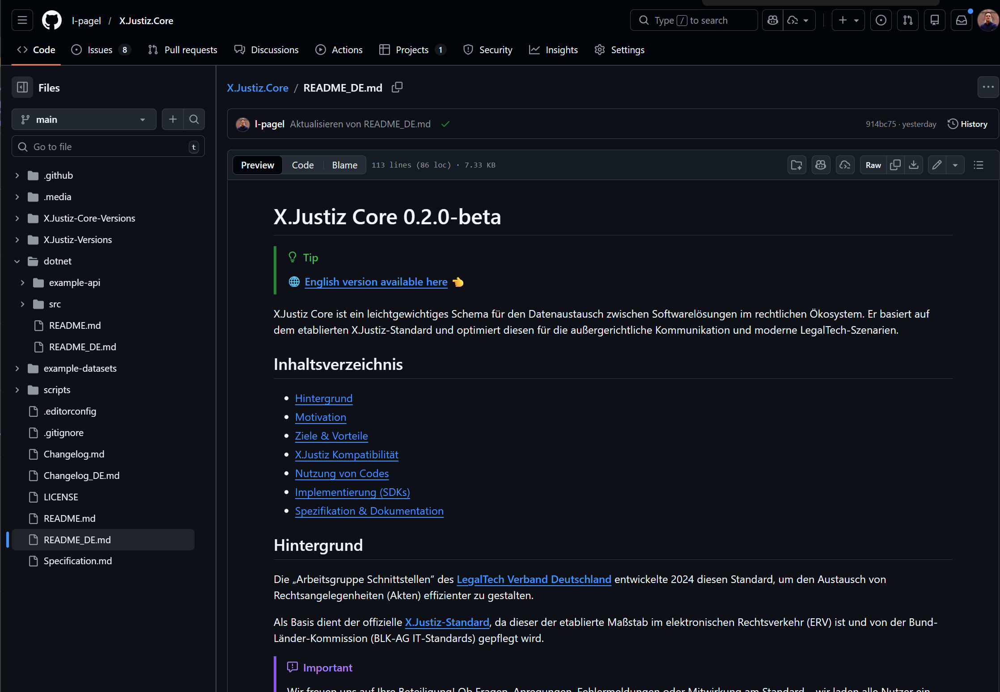 l-pagel / X.Justiz.Core
Type / to search
Code
Issues 8
Pull requests
Discussions
Actions
Projects 1
Security
Insights
Settings
Files
main
Go to file
t
.github
.media
X.Justiz-Core-Versions
X.Justiz-Versions
dotnet
example-api
src
README.md
README_DE.md
example-datasets
scripts
.editorconfig
.gitignore
Changelog.md
Changelog_DE.md
LICENSE
README.md
README_DE.md
Specification.md
X.Justiz.Core / README_DE.md
l-pagel Aktualisieren von README_DE.md
914bc75 · yesterday
History
Preview
Code
Blame
113 lines (86 loc) · 7.33 KB
Raw
X.Justiz Core 0.2.0-beta
Tip
English version available here
X.Justiz Core ist ein leichtgewichtiges Schema für den Datenaustausch zwischen Softwarelösungen im rechtlichen Ökosystem. Er basiert auf
dem etablierten X.Justiz-Standard und optimiert diesen für die außergerichtliche Kommunikation und moderne LegalTech-Szenarien.
Inhaltsverzeichnis
Hintergrund
Motivation
Ziele & Vorteile
X.Justiz Kompatibilität
Nutzung von Codes
Implementierung (SDKs)
Spezifikation & Dokumentation
Hintergrund
Die „Arbeitsgruppe Schnittstellen“ des LegalTech Verband Deutschland entwickelte 2024 diesen Standard, um den Austausch von
Rechtsangelegenheiten (Akten) effizienter zu gestalten.
Als Basis dient der offizielle X.Justiz-Standard, da dieser der etablierte Maßstab im elektronischen Rechtsverkehr (ERV) ist und von der Bund-
Länder-Kommission (BLK-AG IT-Standards) gepflegt wird.
Important
Wir freuen uns auf Ihre Beteiligung! Ob Fragen, Anregungen, Fehlermeldungen oder Mitwirkung am Standard – wir laden alle Nutzer ein